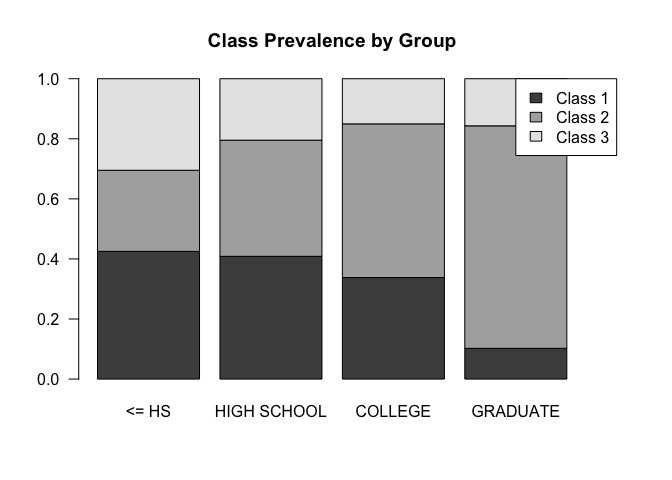 Class Prevalence by Group
1.0
0.8
0.6
0.4
0.2
0.0
Class 1
Class 2
Class 3
<= HS
HIGH SCHOOL
COLLEGE
GRADUATE